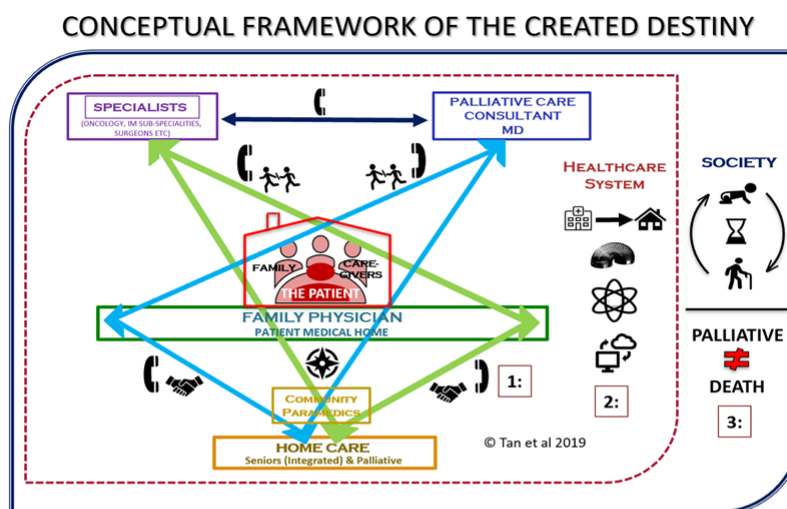 CONCEPTUAL FRAMEWORK OF THE CREATED DESTINY
SPECIALISTS
(ONCOLOGY, IM SUB-SPECIALITIES,
SURGEONS ETC)
PALLIATIVE CARE
CONSULTANT
MD
HEALTHCARE
SYSTEM
SOCIETY
FAMILY
CARE-
GIVERS
THE PATIENT
FAMILY PHYSICIAN
PATIENT MEDICAL HOME
COMMUNITY
PARAMEDICS
HOME CARE
Seniors (Integrated) & Palliative
1:
2:
© Tan et al 2019
PALLIATIVE
≠
DEATH
3: